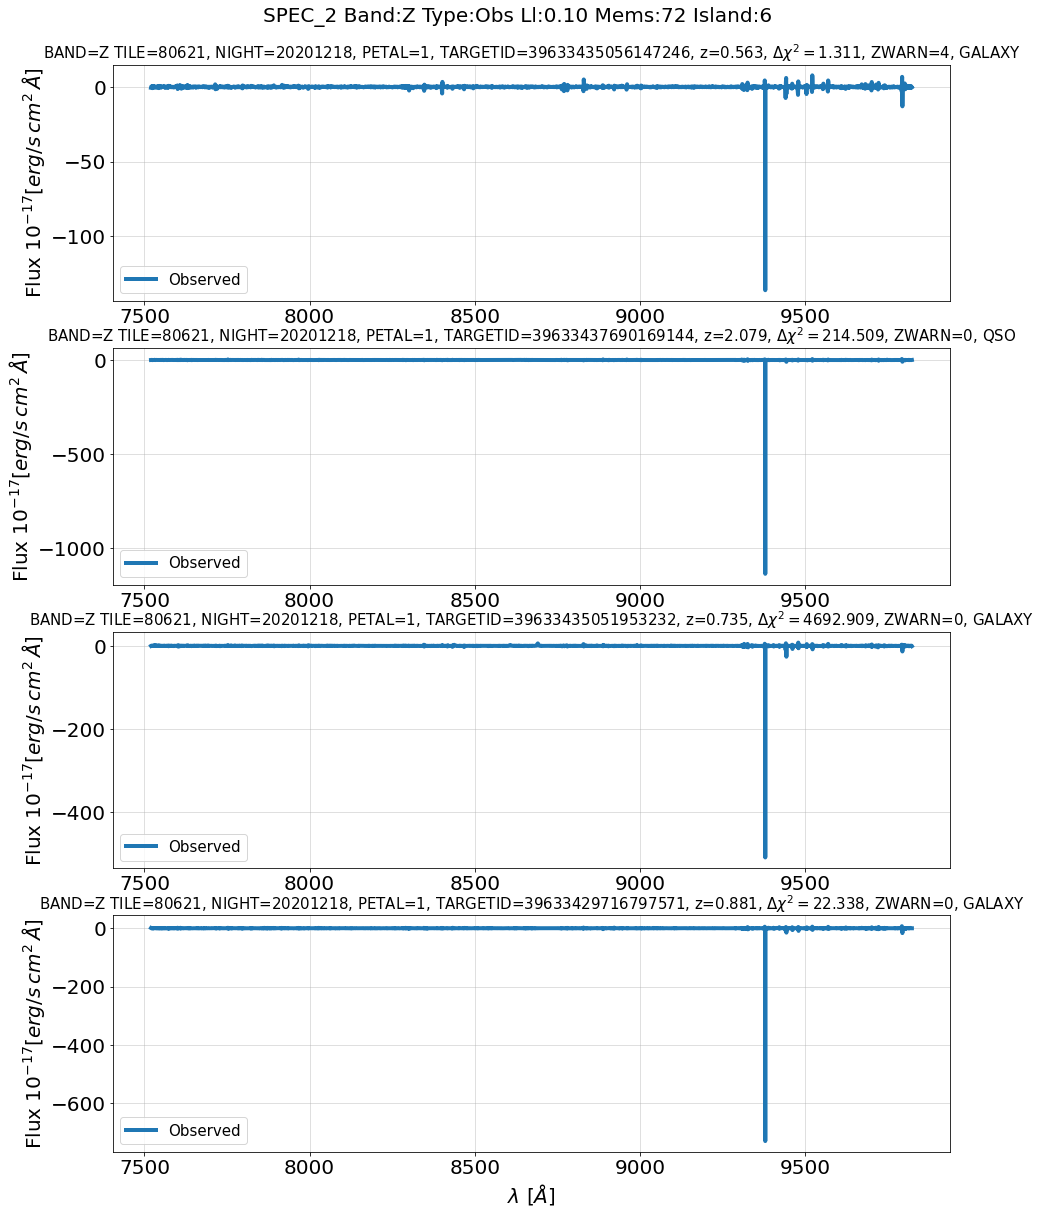 SPEC_2 Band:Z Type:Obs Ll:0.10 Mems:72 Island:6
BAND=Z TILE=80621, NIGHT=20201218, PETAL=1, TARGETID=39633435056147246, z=0.563, Δχ² = 1.311, ZWARN=4, GALAXY
Flux 10⁻¹⁷[erg/s cm² Å]
0
−50
−100
Observed
7500 8000 8500 9000 9500
BAND=Z TILE=80621, NIGHT=20201218, PETAL=1, TARGETID=39633437690169144, z=2.079, Δχ² = 214.509, ZWARN=0, QSO
Flux 10⁻¹⁷[erg/s cm² Å]
0
−500
−1000
Observed
7500 8000 8500 9000 9500
BAND=Z TILE=80621, NIGHT=20201218, PETAL=1, TARGETID=39633435051953232, z=0.735, Δχ² = 4692.909, ZWARN=0, GALAXY
Flux 10⁻¹⁷[erg/s cm² Å]
0
−200
−400
Observed
7500 8000 8500 9000 9500
BAND=Z TILE=80621, NIGHT=20201218, PETAL=1, TARGETID=39633429716797571, z=0.881, Δχ² = 22.338, ZWARN=0, GALAXY
Flux 10⁻¹⁷[erg/s cm² Å]
0
−200
−400
−600
Observed
7500 8000 8500 9000 9500
λ [Å]